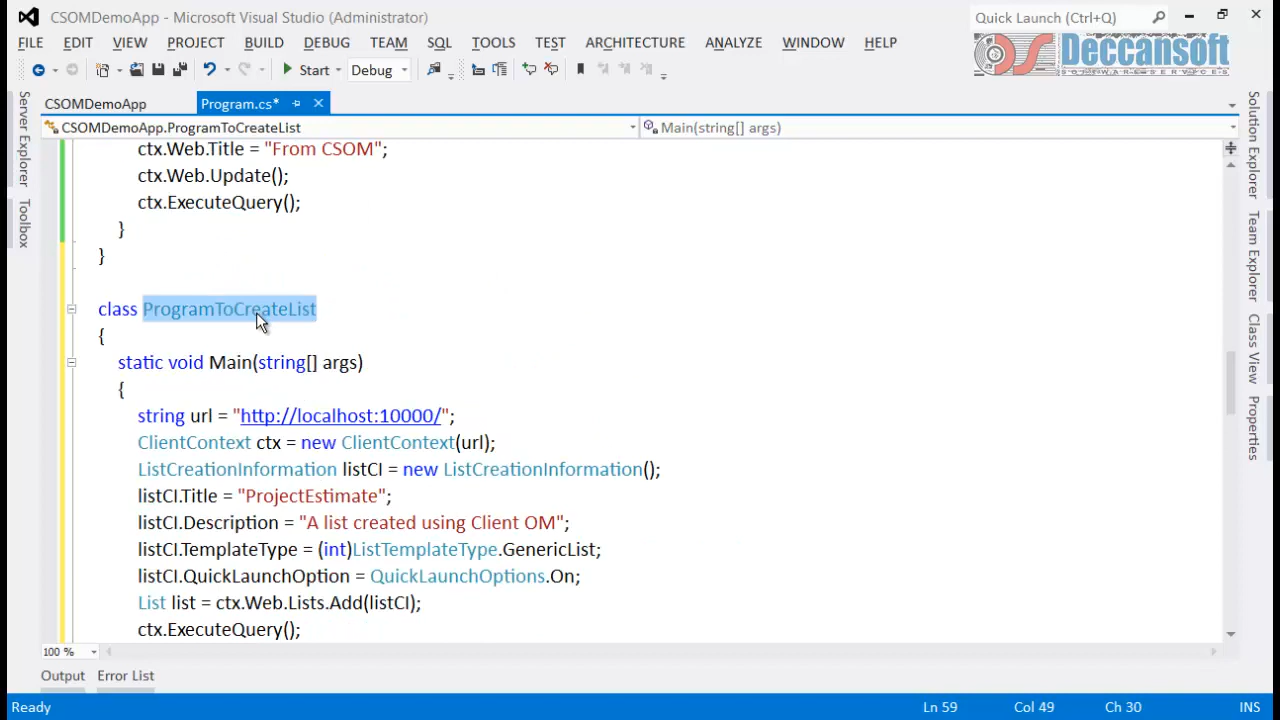 CSOMDemoApp - Microsoft Visual Studio (Administrator)
Quick Launch (Ctrl+Q)
FILE EDIT VIEW PROJECT BUILD DEBUG TEAM SQL TOOLS TEST ARCHITECTURE ANALYZE WINDOW HELP
Deccansoft
SOFTWARE SERVICES
Start Debug
Server Explorer
Toolbox
CSOMDemoApp Program.cs*
CSOMDemoApp.ProgramToCreateList Main(string[] args)
ctx.Web.Title = "From CSOM";
ctx.Web.Update();
ctx.ExecuteQuery();
}
}
class ProgramToCreateList
{
static void Main(string[] args)
{
string url = "http://localhost:10000/";
ClientContext ctx = new ClientContext(url);
ListCreationInformation listCI = new ListCreationInformation();
listCI.Title = "ProjectEstimate";
listCI.Description = "A list created using Client OM";
listCI.TemplateType = (int)ListTemplateType.GenericList;
listCI.QuickLaunchOption = QuickLaunchOptions.On;
List list = ctx.Web.Lists.Add(listCI);
ctx.ExecuteQuery();
100 %
Solution Explorer
Team Explorer
Class View
Properties
Output Error List
Ready Ln 59 Col 49 Ch 30 INS